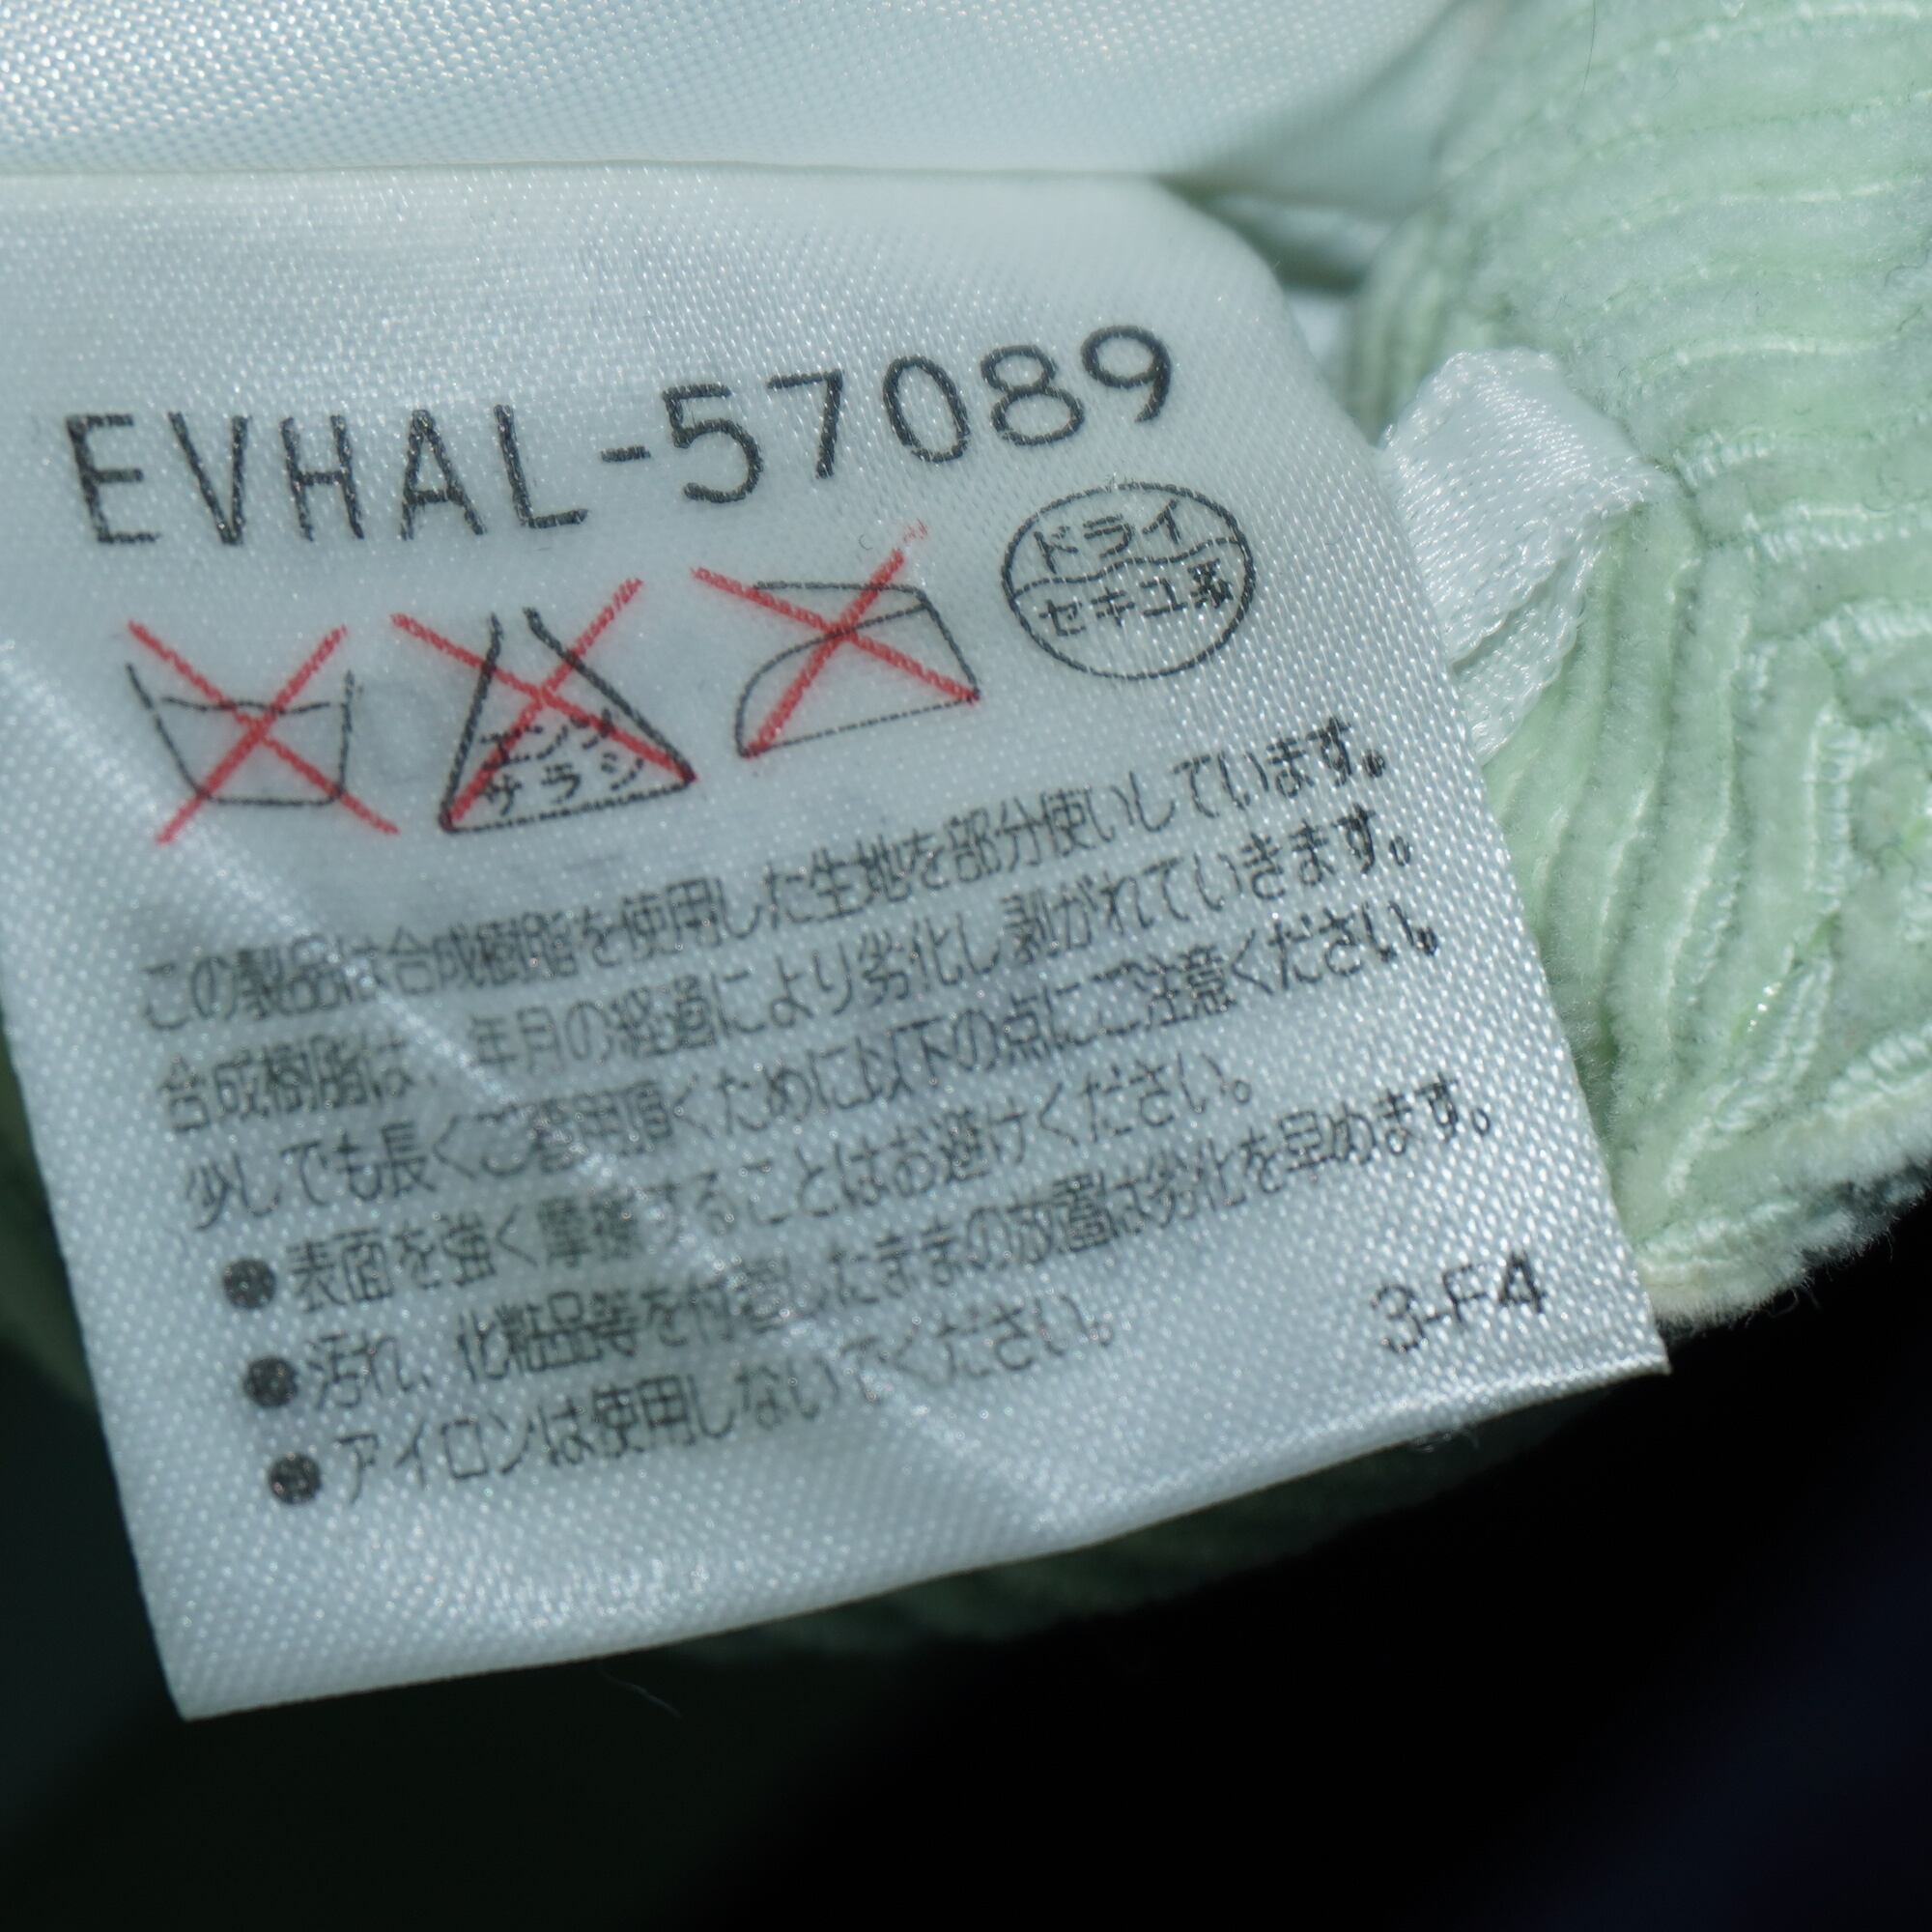 EVHAL-57089
エンソ
サラシ
ドライ
セキユ系
この製品は合成樹脂を使用した生地を部分使いしています。
合成樹脂は、年月の経過により劣化し剥がれていきます。
少しでも長くご着用頂くために以下の点にご注意ください。
●表面を強く摩擦することはお避けください。
●汚れ、化粧品等を付着したままの放置は劣化を早めます。
●アイロンは使用しないでください。
3-F4